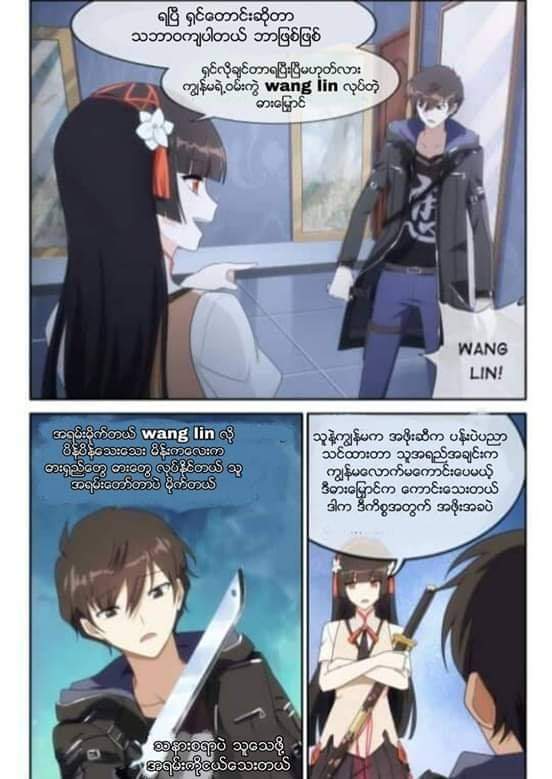 ရပြီ ရှင်တောင်းဆိုတာ
သဘာဝကျပါတယ် ဘာဖြစ်ဖြစ်
ရှင်လိုချင်တာရပြီးပြီမဟုတ်လား
ကျွန်မရဲ့ဝမ်းကွဲ wang lin လုပ်တဲ့
ဓားမြှောင်
WANG
LIN!
အရမ်းမိုက်တယ် wang lin လို
ပိန်ပိန်သေးသေး မိန်းကလေးက
ဓားရှည်တွေ ဓားတွေ လုပ်နိုင်တယ် သူ
အရမ်းတော်တာပဲ မိုက်တယ်
သူနဲ့ကျွန်မက အဖိုးဆီက ပန်းပဲပညာ
သင်ထားတာ သူ့အရည်အချင်းက
ကျွန်မလောက်မကောင်းပေမယ့်
ဒီဓားမြှောင်က ကောင်းသေးတယ်
ဒါက ဒီကိစ္စအတွက် အဖိုးအခပဲ
သနားစရာပဲ သူသေဖို့
အရမ်းကိုငယ်သေးတယ်